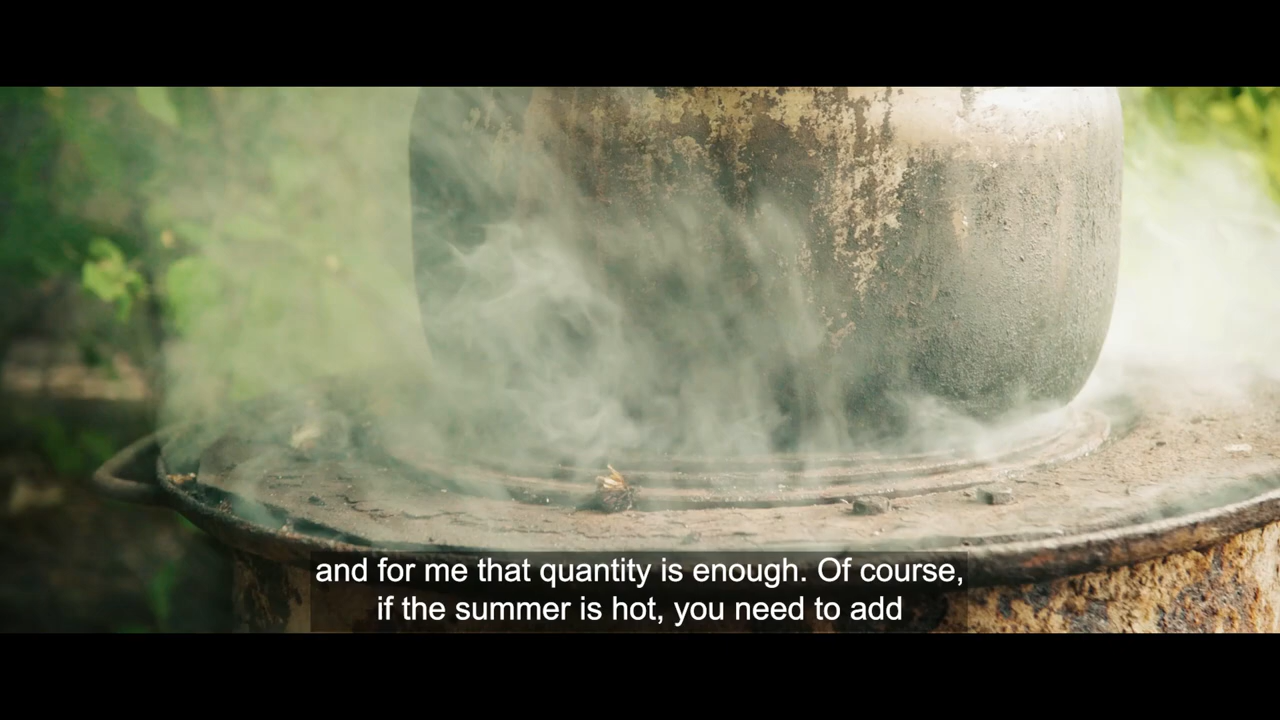 and for me that quantity is enough. Of course,
if the summer is hot, you need to add